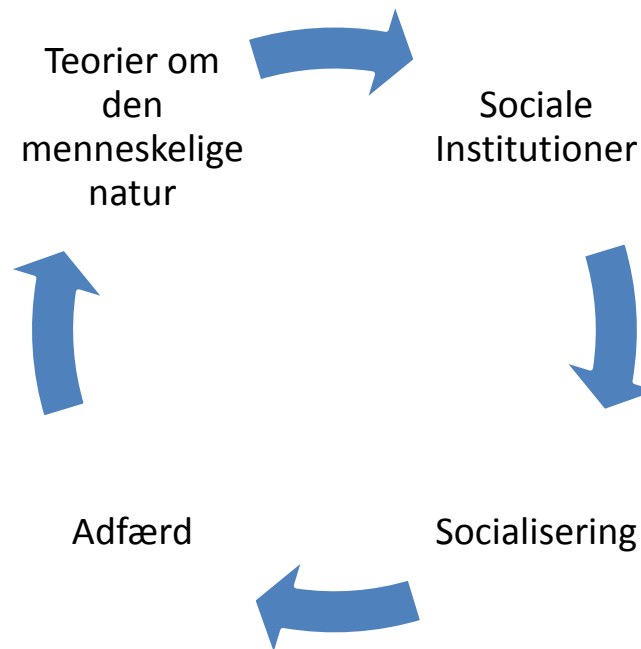 Teorier om
den
menneskelige
natur
Sociale
Institutioner
Socialisering
Adfærd